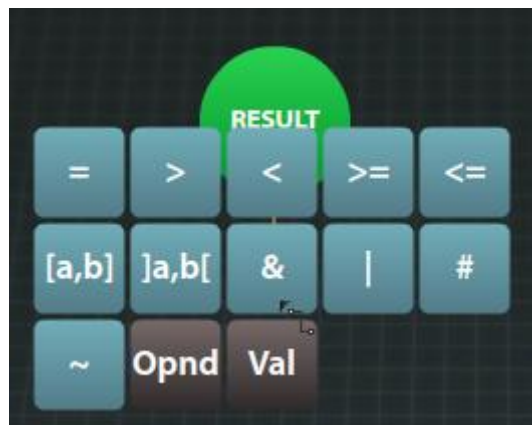 RESULT
= > < >= <=
[a,b] ]a,b[ & | #
~ Opnd Val